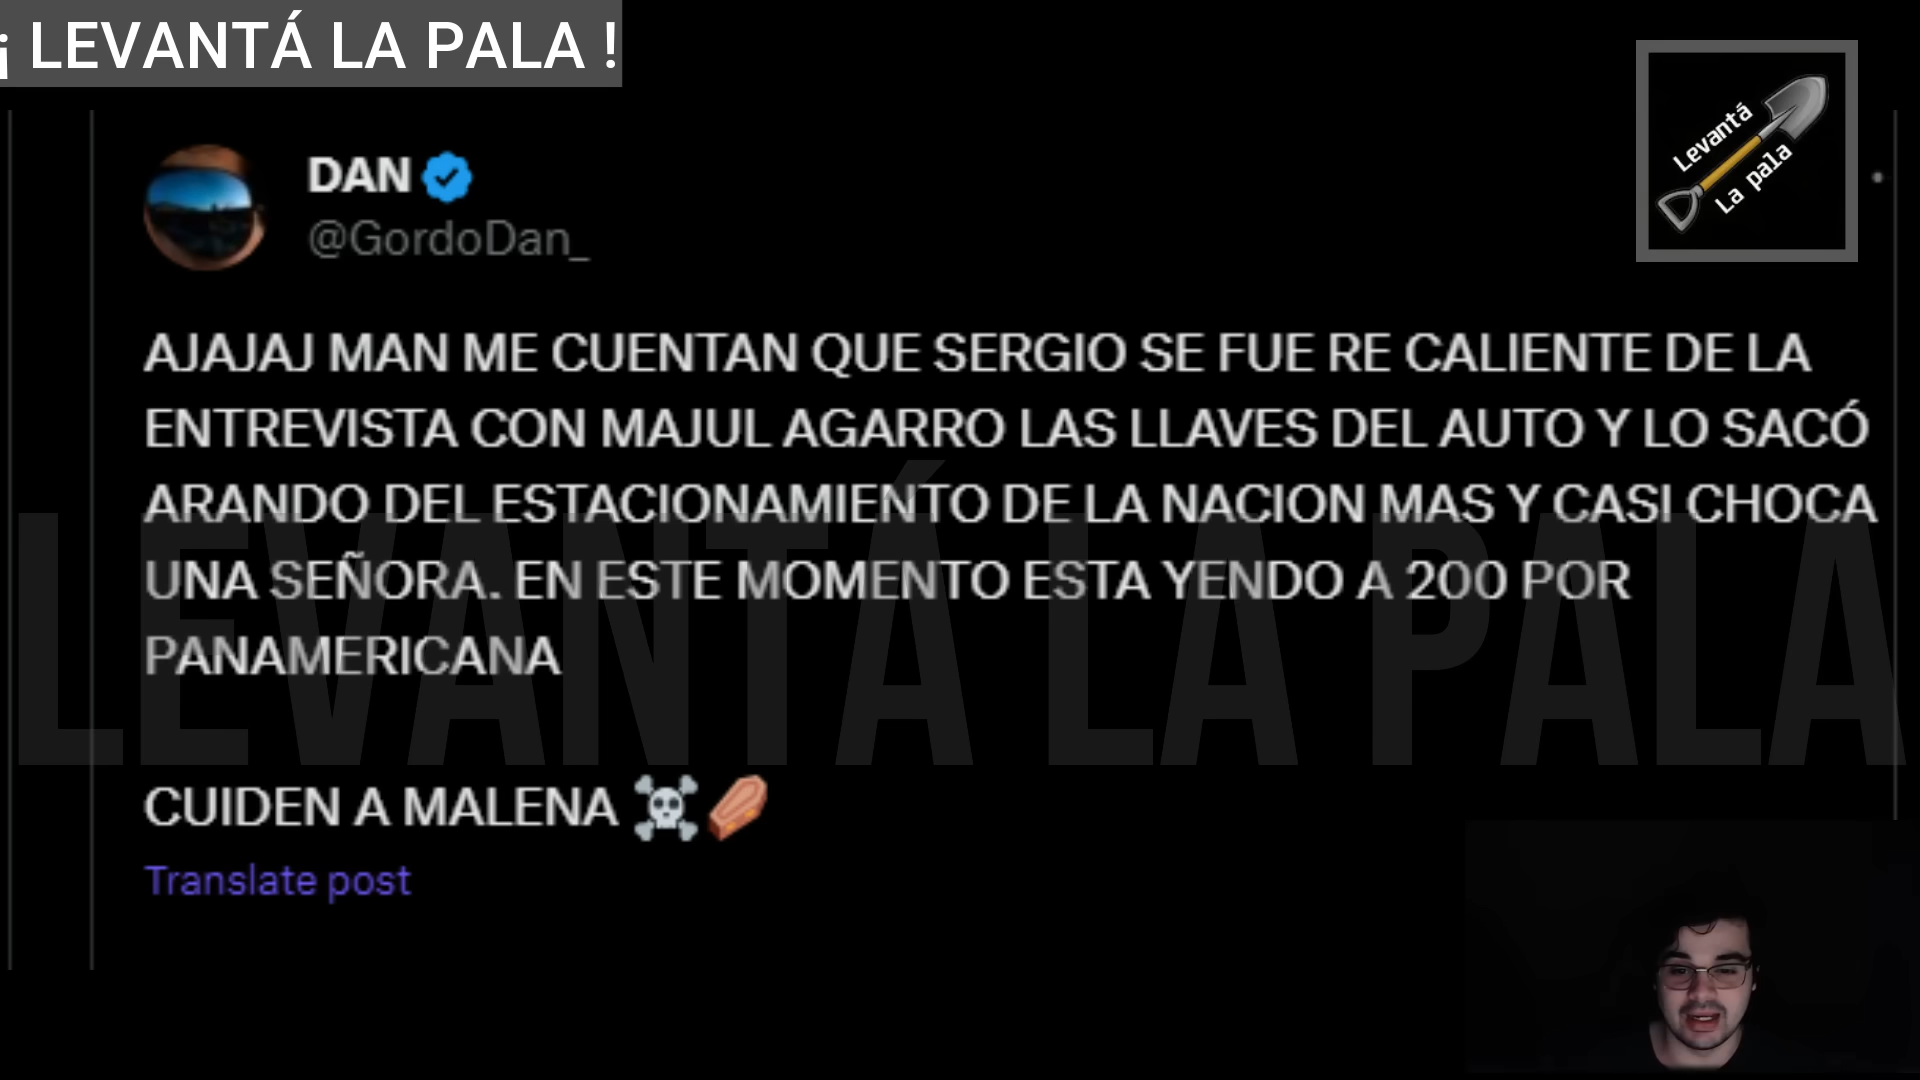 ¡ LEVANTÁ LA PALA !
Levantá
La pala
DAN
@GordoDan_
AJAJAJ MAN ME CUENTAN QUE SERGIO SE FUE RE CALIENTE DE LA
ENTREVISTA CON MAJUL AGARRO LAS LLAVES DEL AUTO Y LO SACÓ
ARANDO DEL ESTACIONAMIENTO DE LA NACION MAS Y CASI CHOCA
UNA SEÑORA. EN ESTE MOMENTO ESTA YENDO A 200 POR
PANAMERICANA
LEVANTÁ LA PALA
CUIDEN A MALENA ☠️⚰️
Translate post